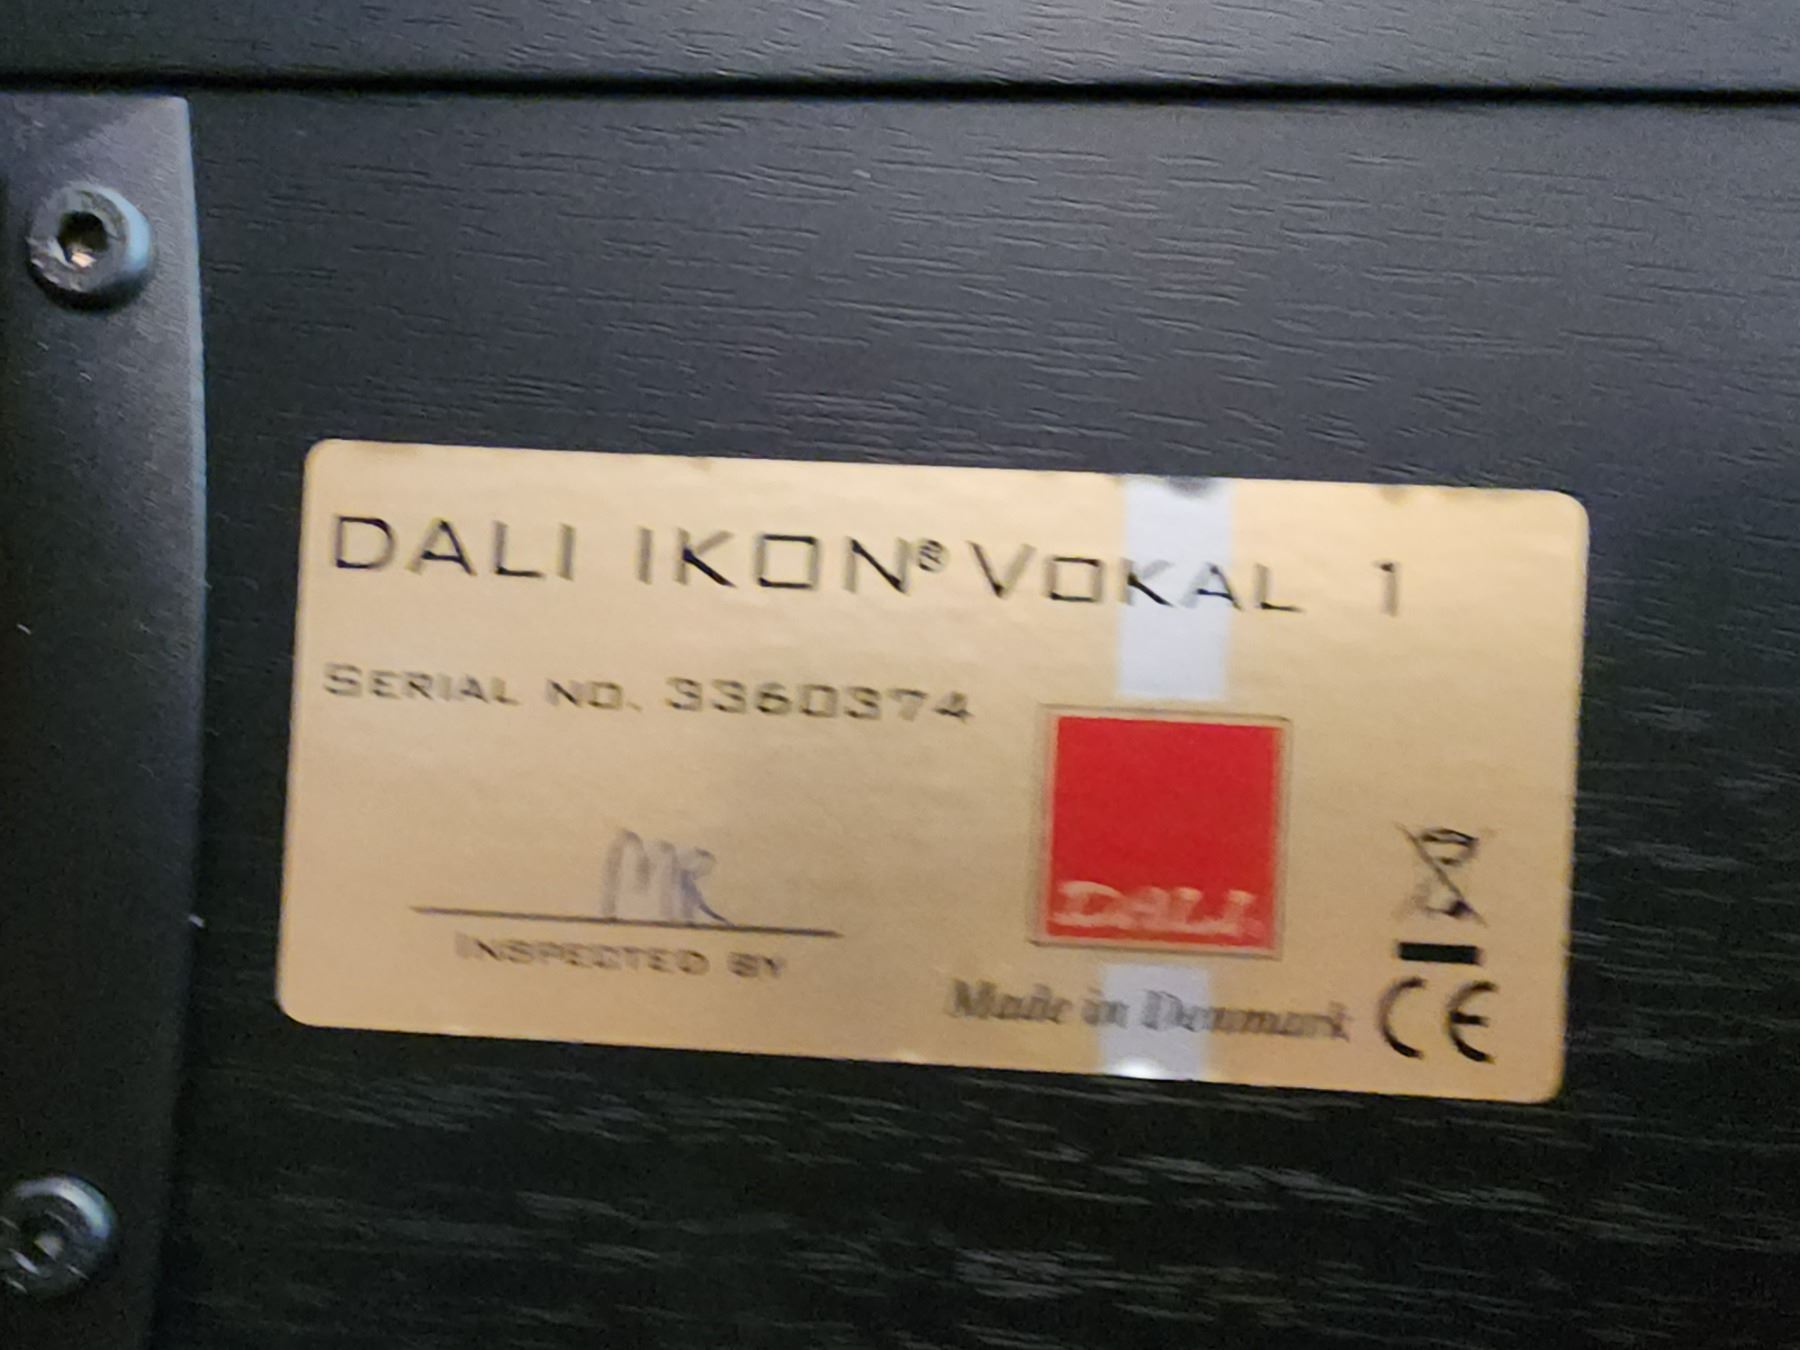 DALI IKON® VOKAL 1
SERIAL NO. 3360374
MR
INSPECTED BY
DALI
Made in Denmark CE